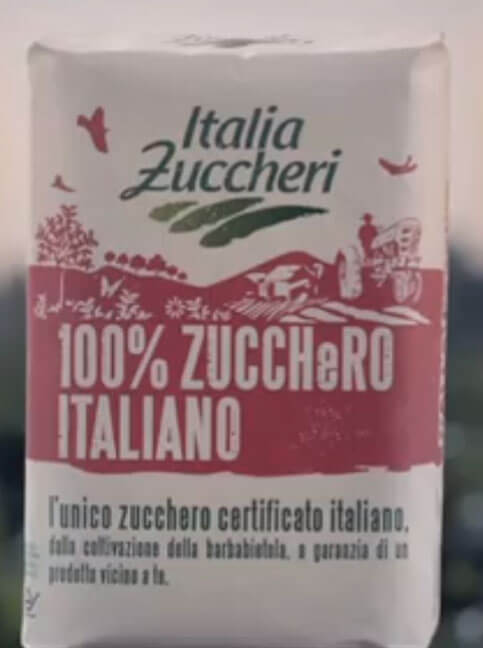 Italia
Zuccheri
100% ZUCCHeRO
ITALIANO
l'unico zucchero certificato italiano,
dalla coltivazione della barbabietola, a garanzia di un
prodotto vicino a te.